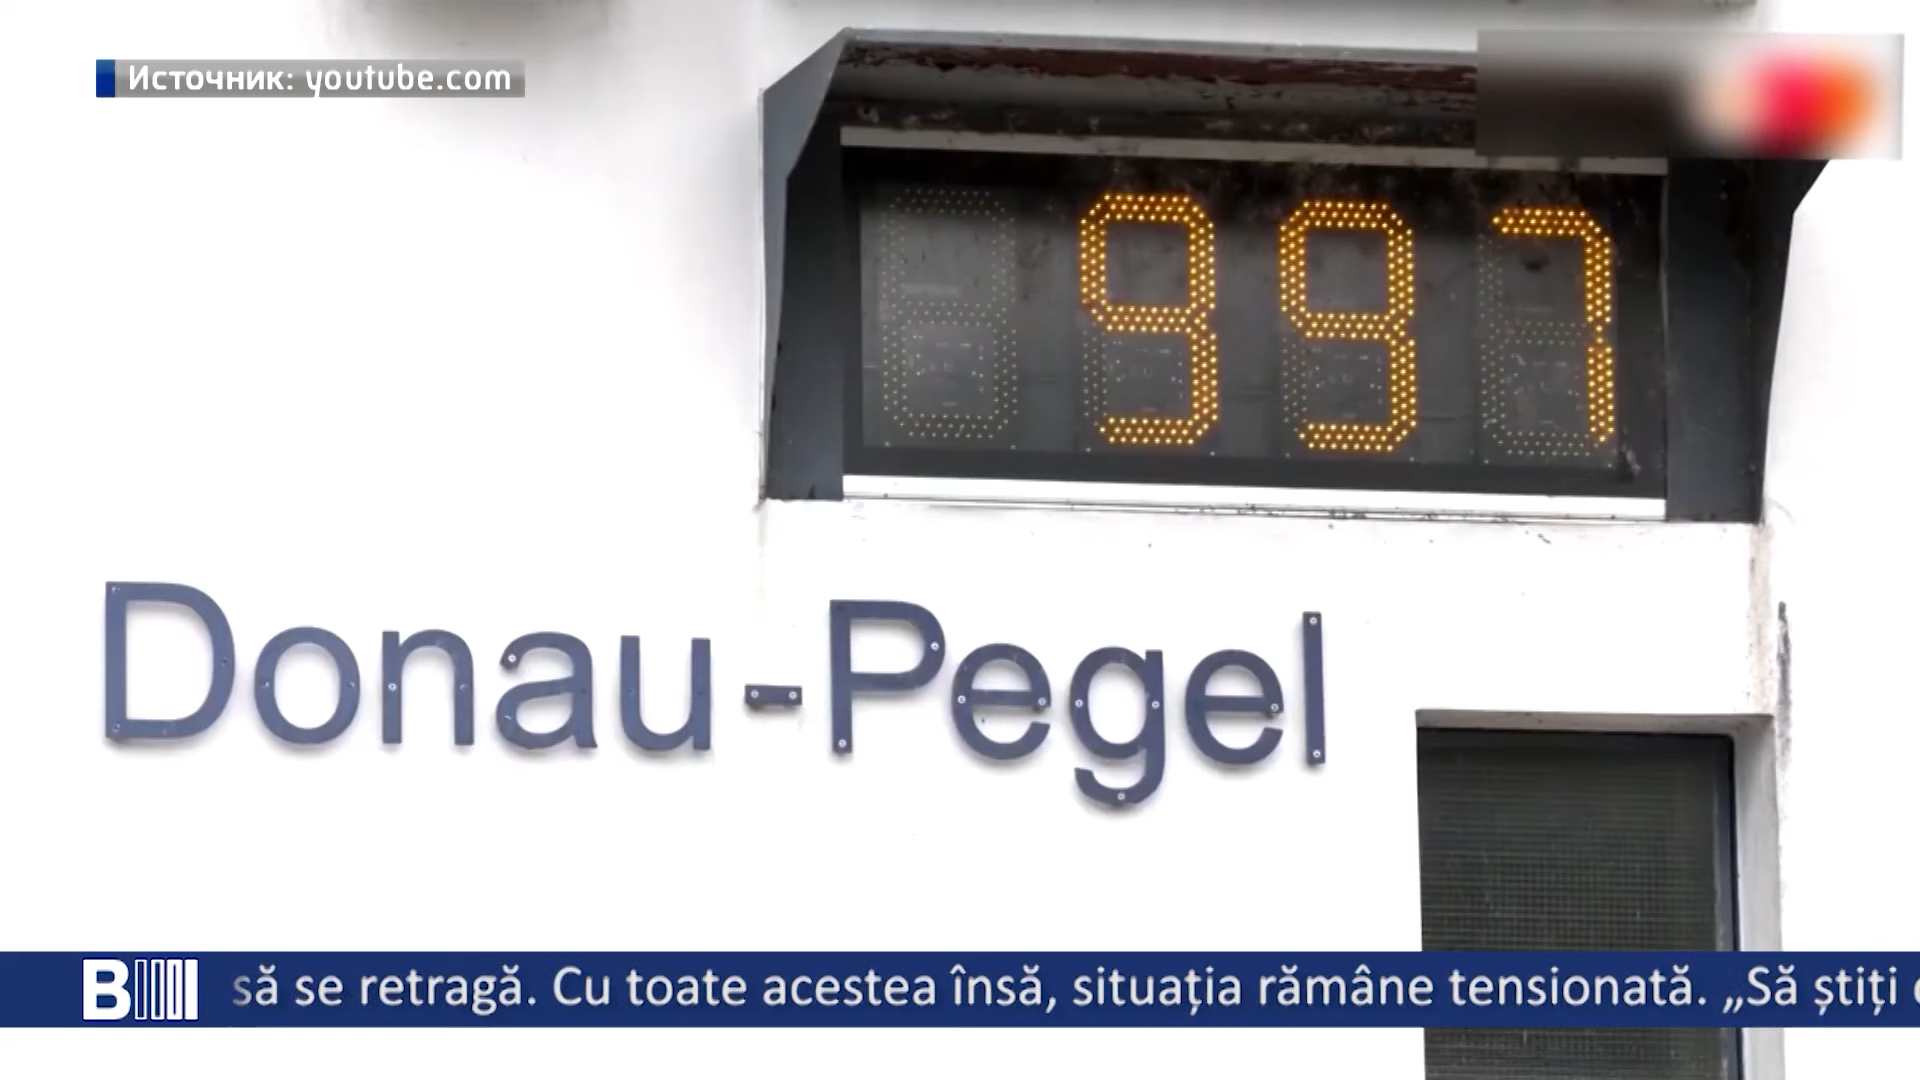 Источник: youtube.com
997
Donau-Pegel
B să se retragă. Cu toate acestea însă, situația rămâne tensionată. „Să știți